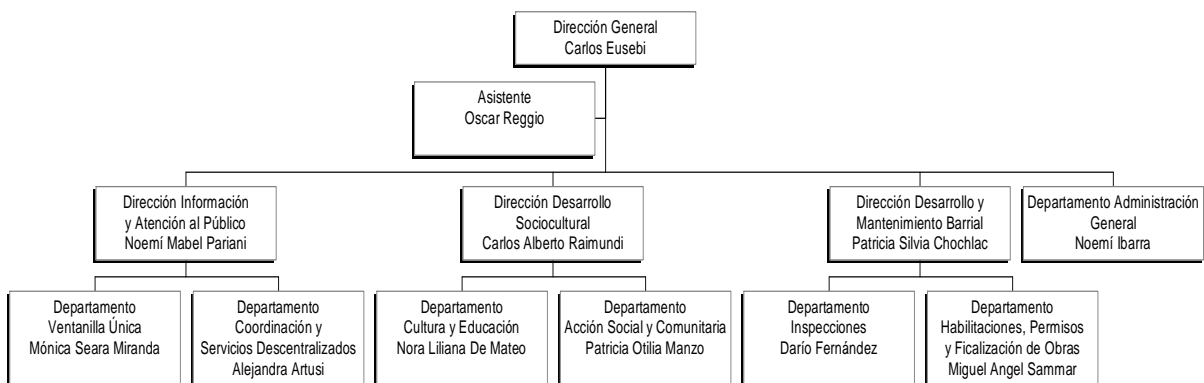 Dirección General
Carlos Eusebi
Asistente
Oscar Reggio
Dirección Información
y Atención al Público
Noemí Mabel Pariani
Dirección Desarrollo
Sociocultural
Carlos Alberto Raimundi
Dirección Desarrollo y
Mantenimiento Barrial
Patricia Silvia Chochlac
Departamento Administración
General
Noemí Ibarra
Departamento
Ventanilla Única
Mónica Seara Miranda
Departamento
Coordinación y
Servicios Descentralizados
Alejandra Artusi
Departamento
Cultura y Educación
Nora Liliana De Mateo
Departamento
Acción Social y Comunitaria
Patricia Otilia Manzo
Departamento
Inspecciones
Darío Fernández
Departamento
Habilitaciones, Permisos
y Ficalización de Obras
Miguel Angel Sammar